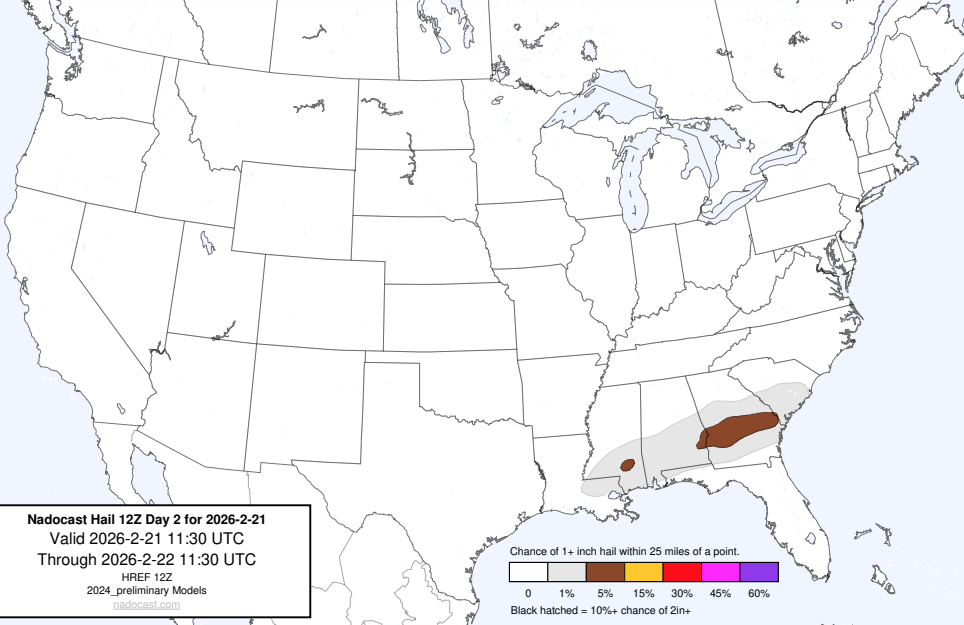 Nadocast Hail 12Z Day 2 for 2026-2-21
Valid 2026-2-21 11:30 UTC
Through 2026-2-22 11:30 UTC
HREF 12Z
2024_preliminary Models
nadocast.com
Chance of 1+ inch hail within 25 miles of a point.
0 1% 5% 15% 30% 45% 60%
Black hatched = 10%+ chance of 2in+